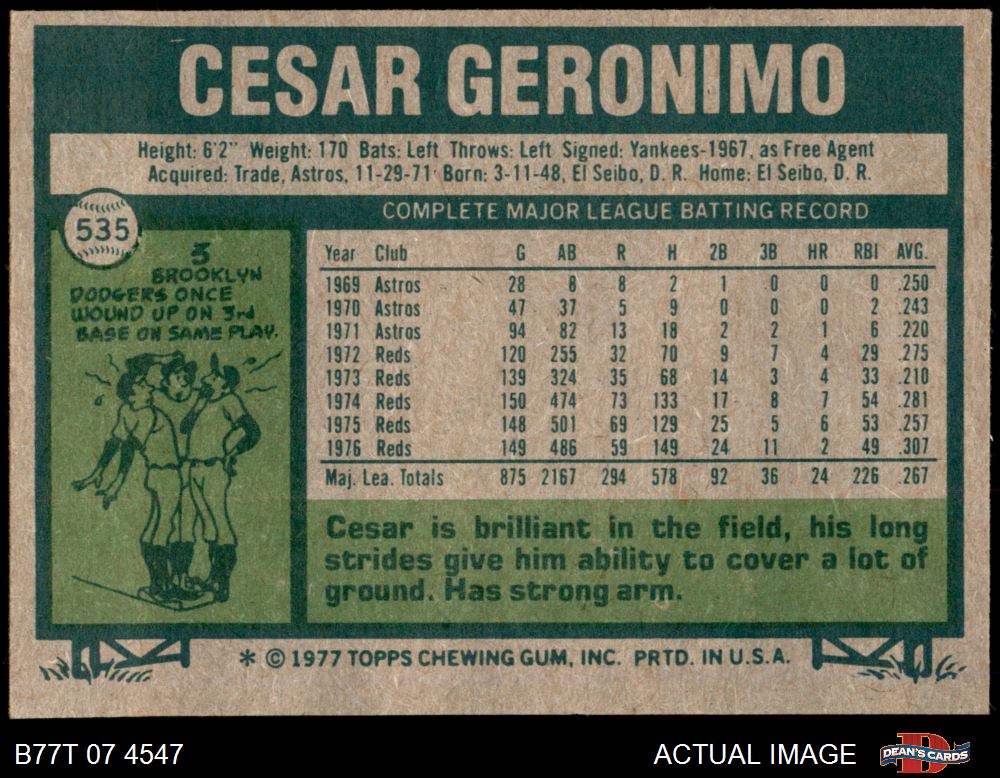 CESAR GERONIMO
Height: 6'2" Weight: 170 Bats: Left Throws: Left Signed: Yankees-1967, as Free Agent
Acquired: Trade, Astros, 11-29-71 Born: 3-11-48, El Seibo, D. R. Home: El Seibo, D. R.
535
3
BROOKLYN
DODGERS ONCE
WOUND UP ON 3rd
BASE ON SAME PLAY.
COMPLETE MAJOR LEAGUE BATTING RECORD
Year Club G AB R H 2B 3B HR RBI AVG.
1969 Astros 28 8 8 2 1 0 0 0 .250
1970 Astros 47 37 5 9 0 0 0 2 .243
1971 Astros 94 82 13 18 2 2 1 6 .220
1972 Reds 120 255 32 70 9 7 4 29 .275
1973 Reds 139 324 35 68 14 3 4 33 .210
1974 Reds 150 474 73 133 17 8 7 54 .281
1975 Reds 148 501 69 129 25 5 6 53 .257
1976 Reds 149 486 59 149 24 11 2 49 .307
Maj. Lea. Totals 875 2167 294 578 92 36 24 226 .267
Cesar is brilliant in the field, his long
strides give him ability to cover a lot of
ground. Has strong arm.
* © 1977 TOPPS CHEWING GUM, INC. PRTD. IN U.S.A.
B77T 07 4547
ACTUAL IMAGE
D
DEAN'S CARDS